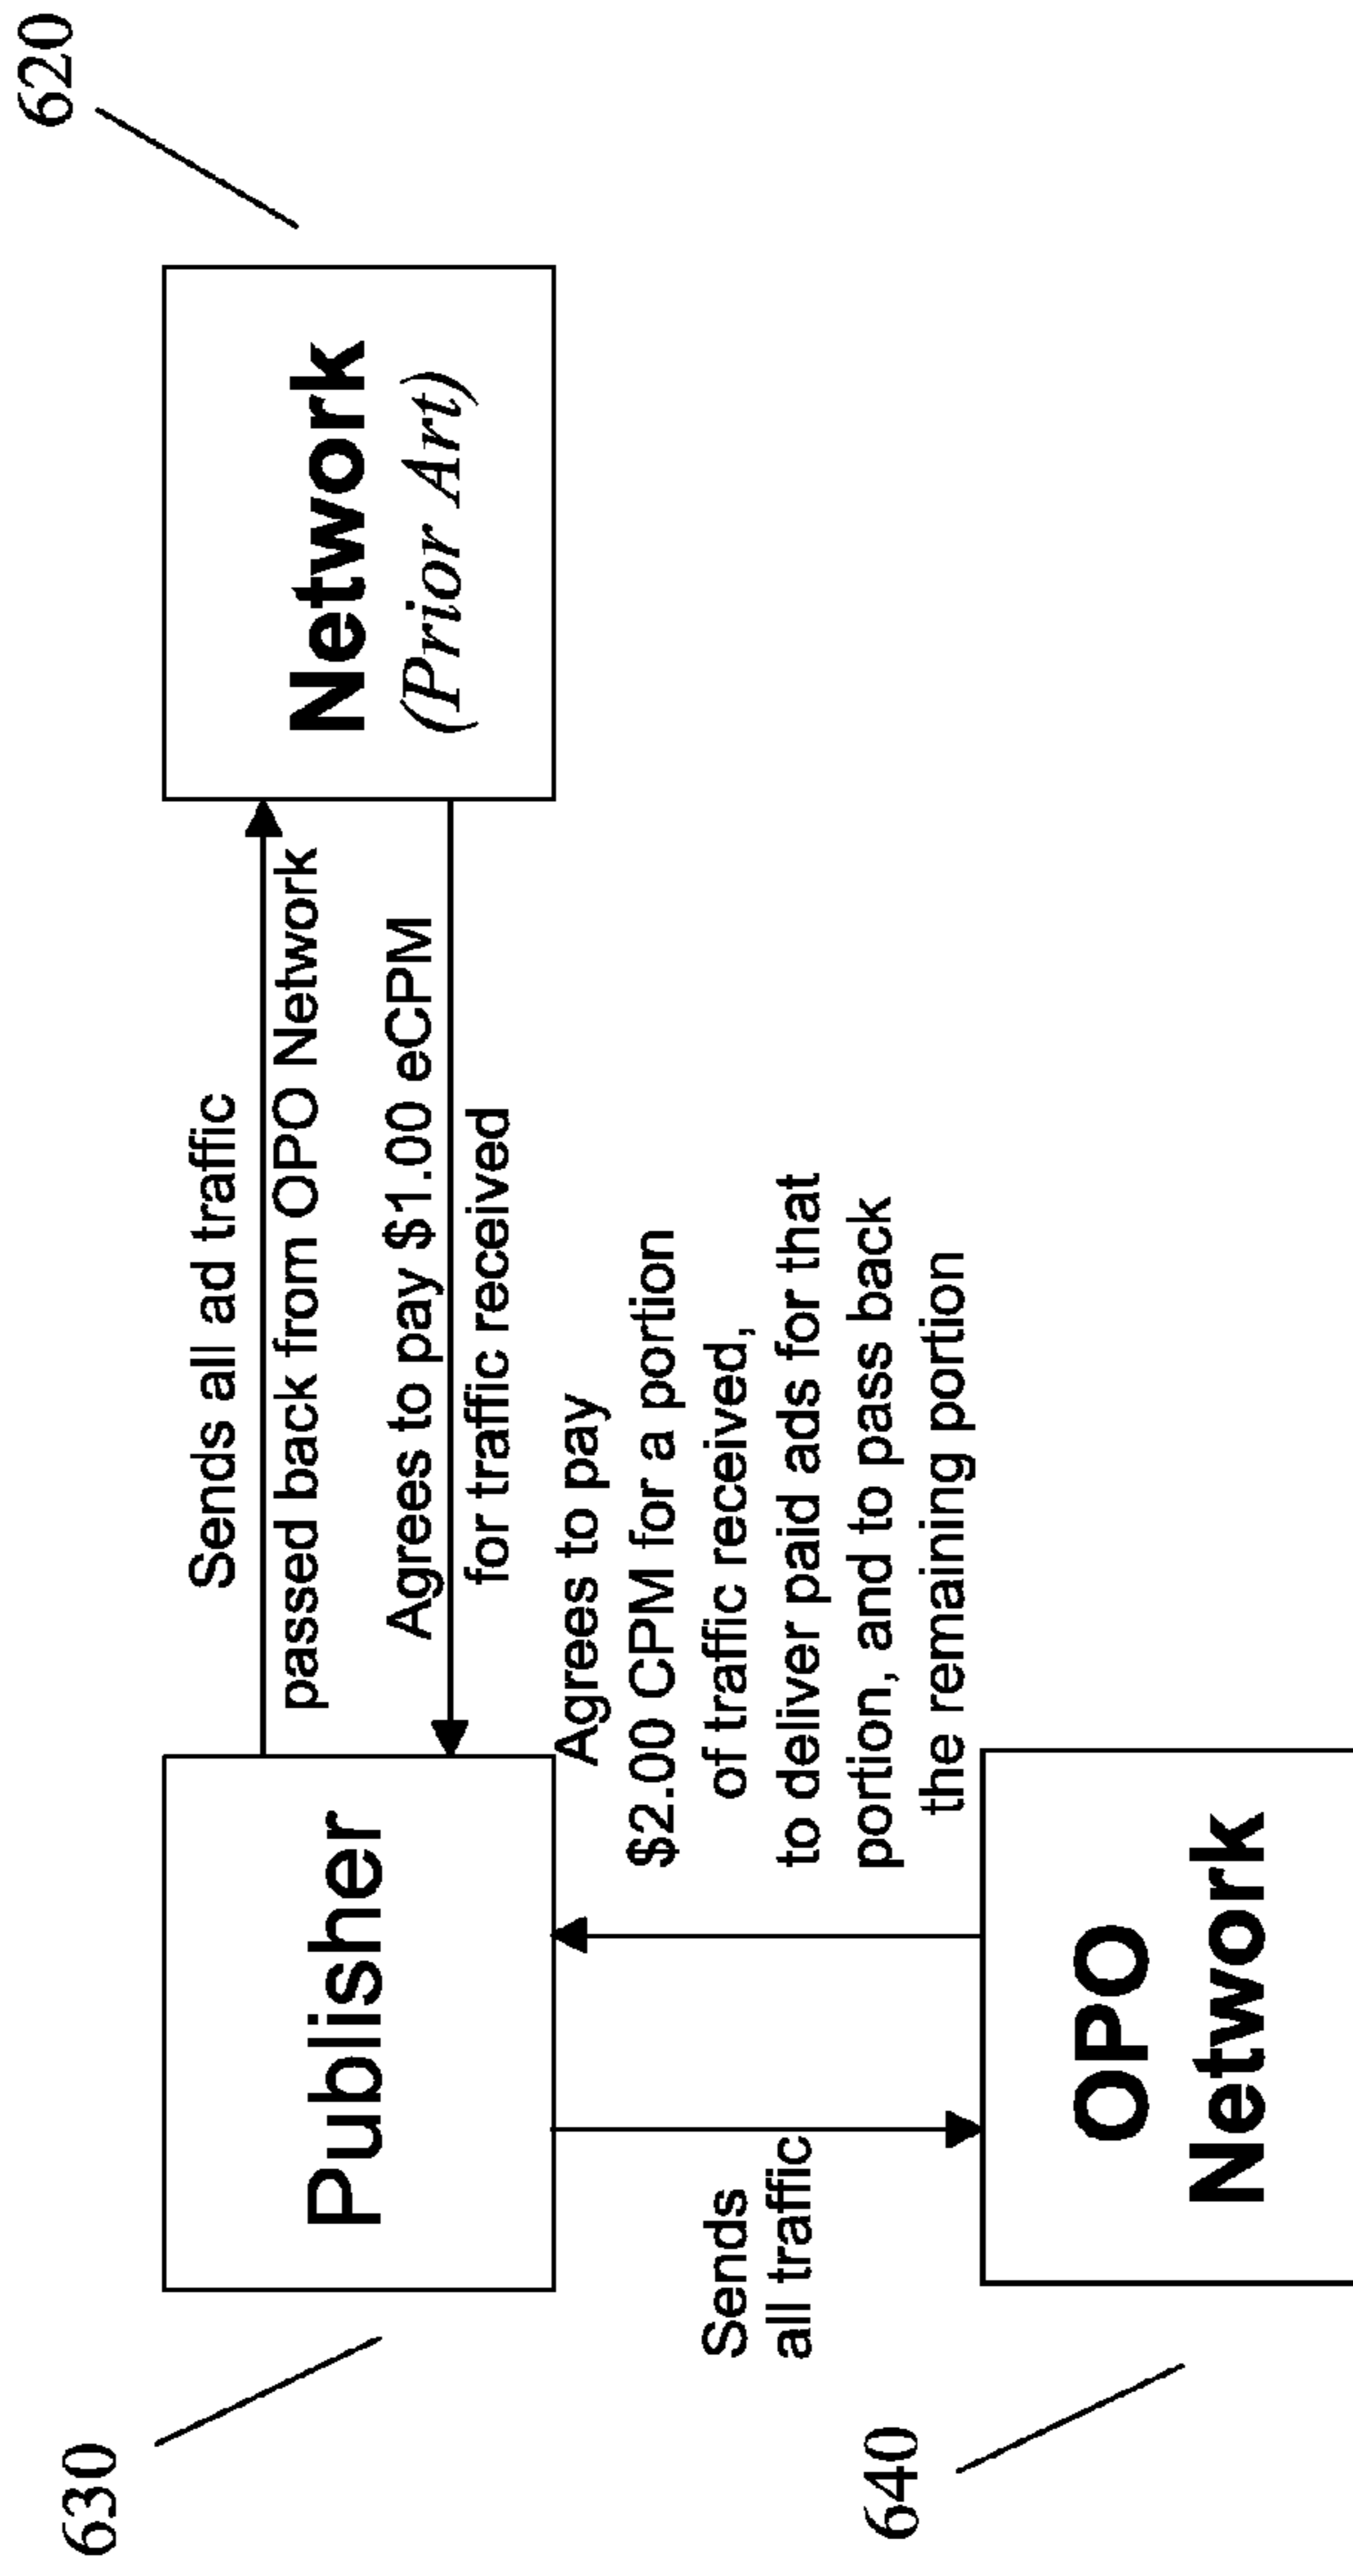 620
Network
(Prior Art)
Sends all ad traffic
passed back from OPO Network
Agrees to pay $1.00 eCPM
for traffic received
630
Publisher
Agrees to pay
$2.00 CPM for a portion
of traffic received,
to deliver paid ads for that
portion, and to pass back
the remaining portion
Sends
all traffic
640
OPO
Network